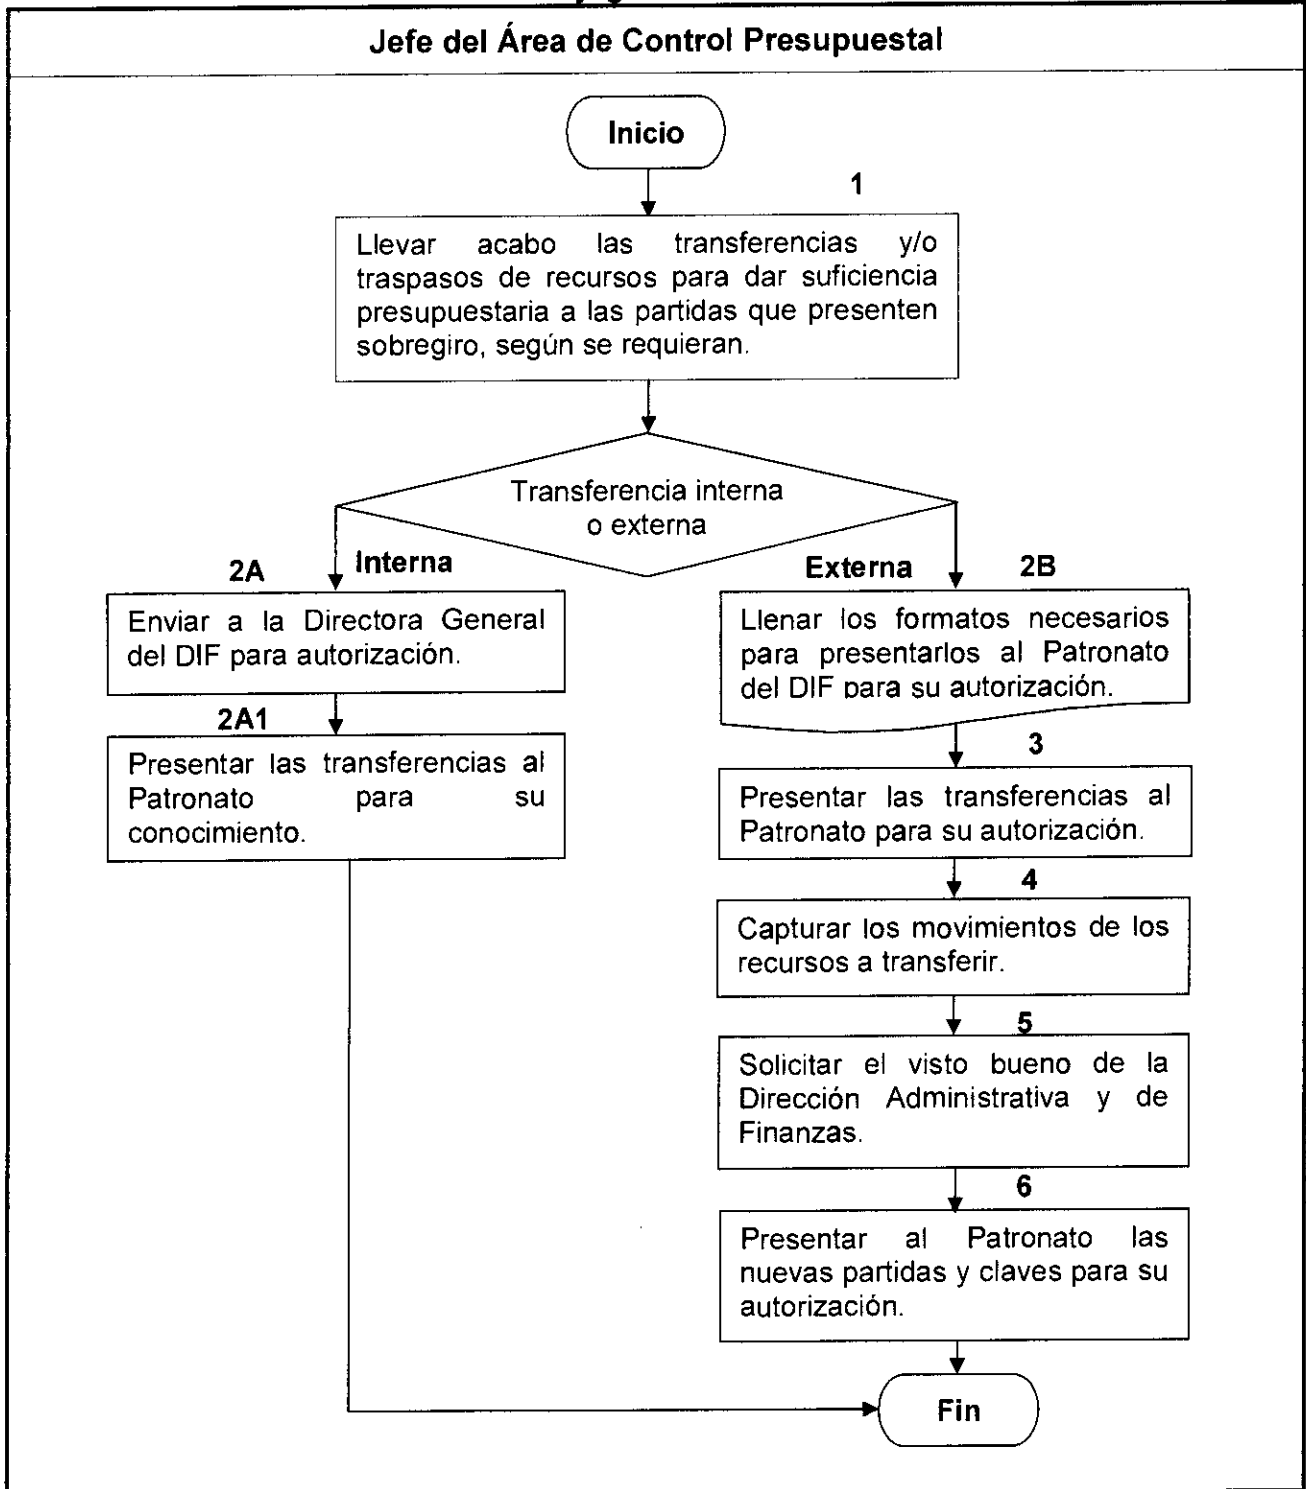 Jefe del Área de Control Presupuestal
Inicio
1
Llevar acabo las transferencias y/o
traspasos de recursos para dar suficiencia
presupuestaria a las partidas que presenten
sobregiro, según se requieran.
Transferencia interna
o externa
2A
Interna
Enviar a la Directora General
del DIF para autorización.
2A1
Presentar las transferencias al
Patronato para su
conocimiento.
Externa
2B
Llenar los formatos necesarios
para presentarlos al Patronato
del DIF para su autorización.
3
Presentar las transferencias al
Patronato para su autorización.
4
Capturar los movimientos de los
recursos a transferir.
5
Solicitar el visto bueno de la
Dirección Administrativa y de
Finanzas.
6
Presentar al Patronato las
nuevas partidas y claves para su
autorización.
Fin